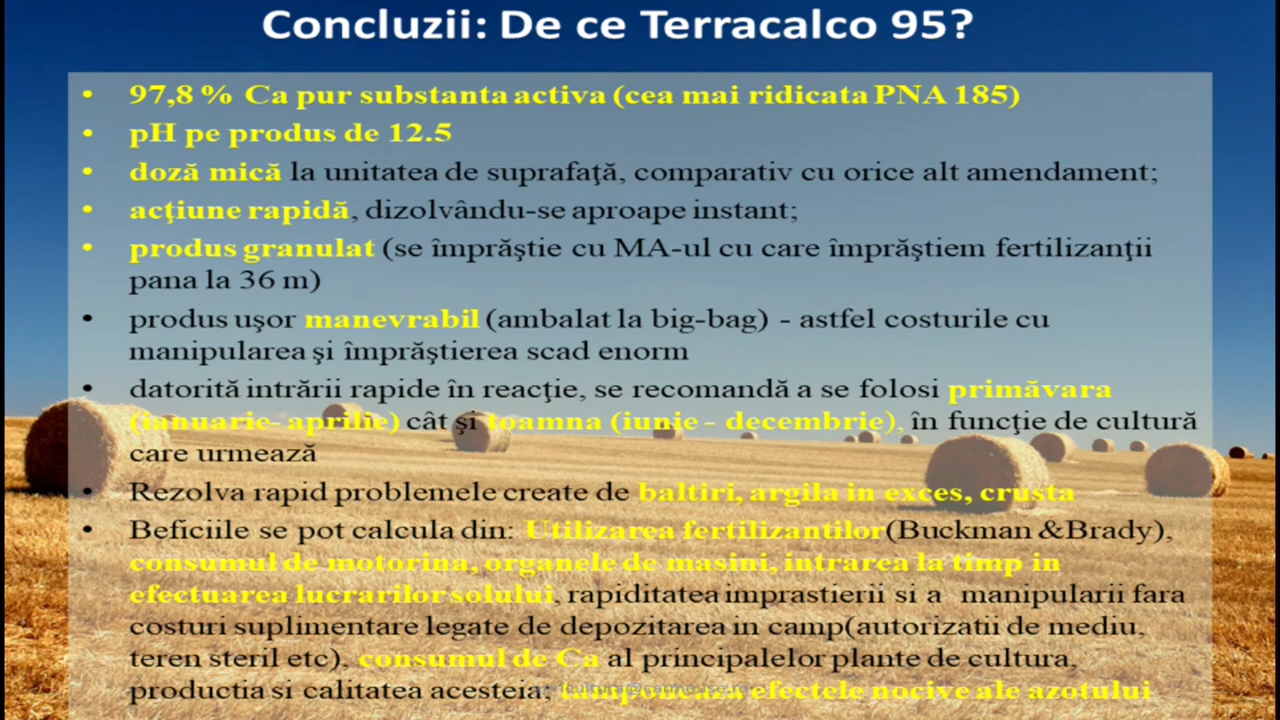 Concluzii: De ce Terracalco 95?
• 97,8 % Ca pur substanta activa (cea mai ridicata PNA 185)
• pH pe produs de 12.5
• doză mică la unitatea de suprafaţă, comparativ cu orice alt amendament;
• acţiune rapidă, dizolvându-se aproape instant;
• produs granulat (se împrăştie cu MA-ul cu care împrăştiem fertilizanţii
pana la 36 m)
• produs uşor manevrabil (ambalat la big-bag) - astfel costurile cu
manipularea şi împrăştierea scad enorm
• datorită intrării rapide în reacţie, se recomandă a se folosi primăvara
(ianuarie- aprilie) cât şi toamna (iunie - decembrie), în funcţie de cultură
care urmează
• Rezolva rapid problemele create de baltiri, argila in exces, crusta
• Beficiile se pot calcula din: Utilizarea fertilizantilor(Buckman &Brady),
consumul de motorina, organele de masini, intrarea la timp in
efectuarea lucrarilor solului, rapiditatea imprastierii si a manipularii fara
costuri suplimentare legate de depozitarea in camp(autorizatii de mediu,
teren steril etc), consumul de Ca al principalelor plante de cultura,
productia si calitatea acesteia; tamponeaza efectele nocive ale azotului